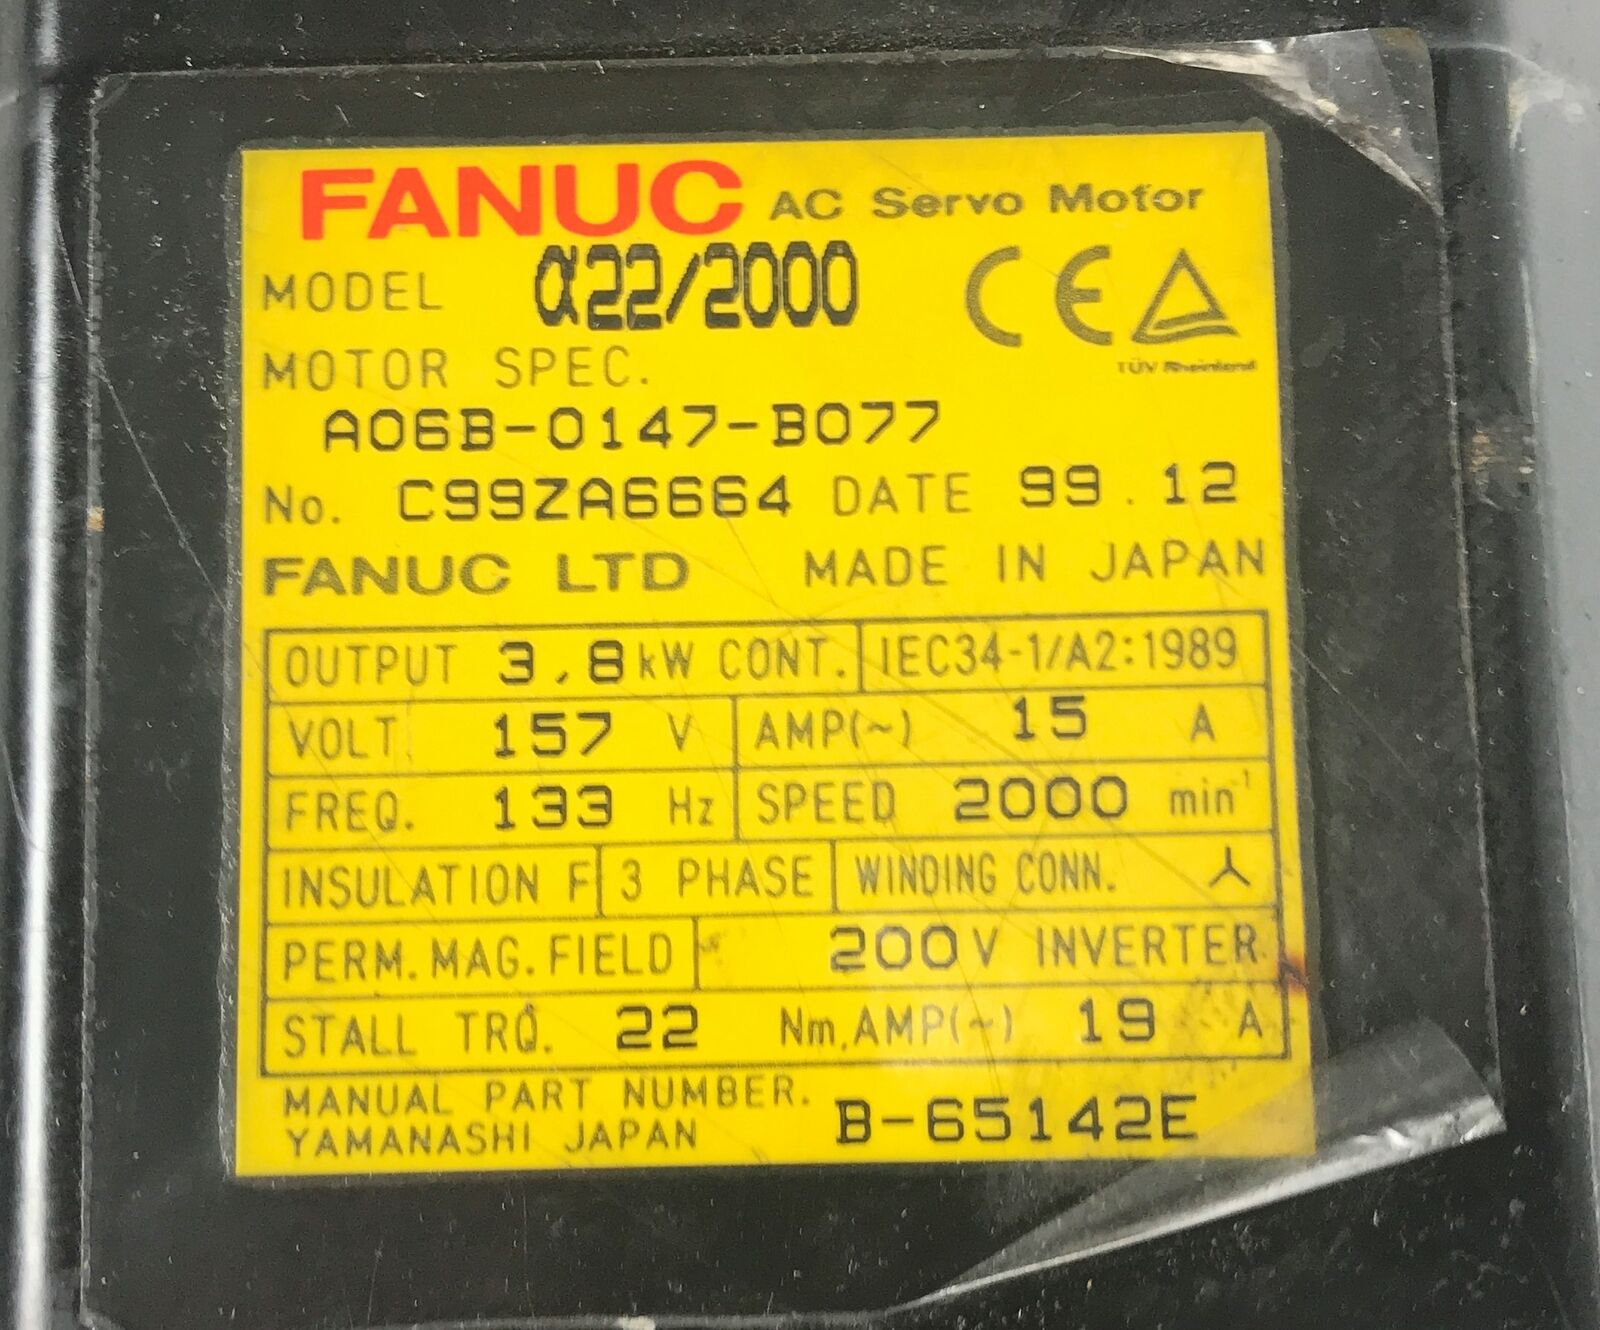 FANUC AC Servo Motor
MODEL α22/2000 CE
TÜV Rheinland
MOTOR SPEC.
A06B-0147-B077
No. C99ZA6664 DATE 99.12
FANUC LTD MADE IN JAPAN
OUTPUT 3.8 kW CONT. IEC34-1/A2:1989
VOLT. 157 V AMP(~) 15 A
FREQ. 133 Hz SPEED 2000 min⁻¹
INSULATION F 3 PHASE WINDING CONN.
PERM. MAG. FIELD 200V INVERTER
STALL TRQ. 22 Nm, AMP(~) 19 A
MANUAL PART NUMBER. B-65142E
YAMANASHI JAPAN